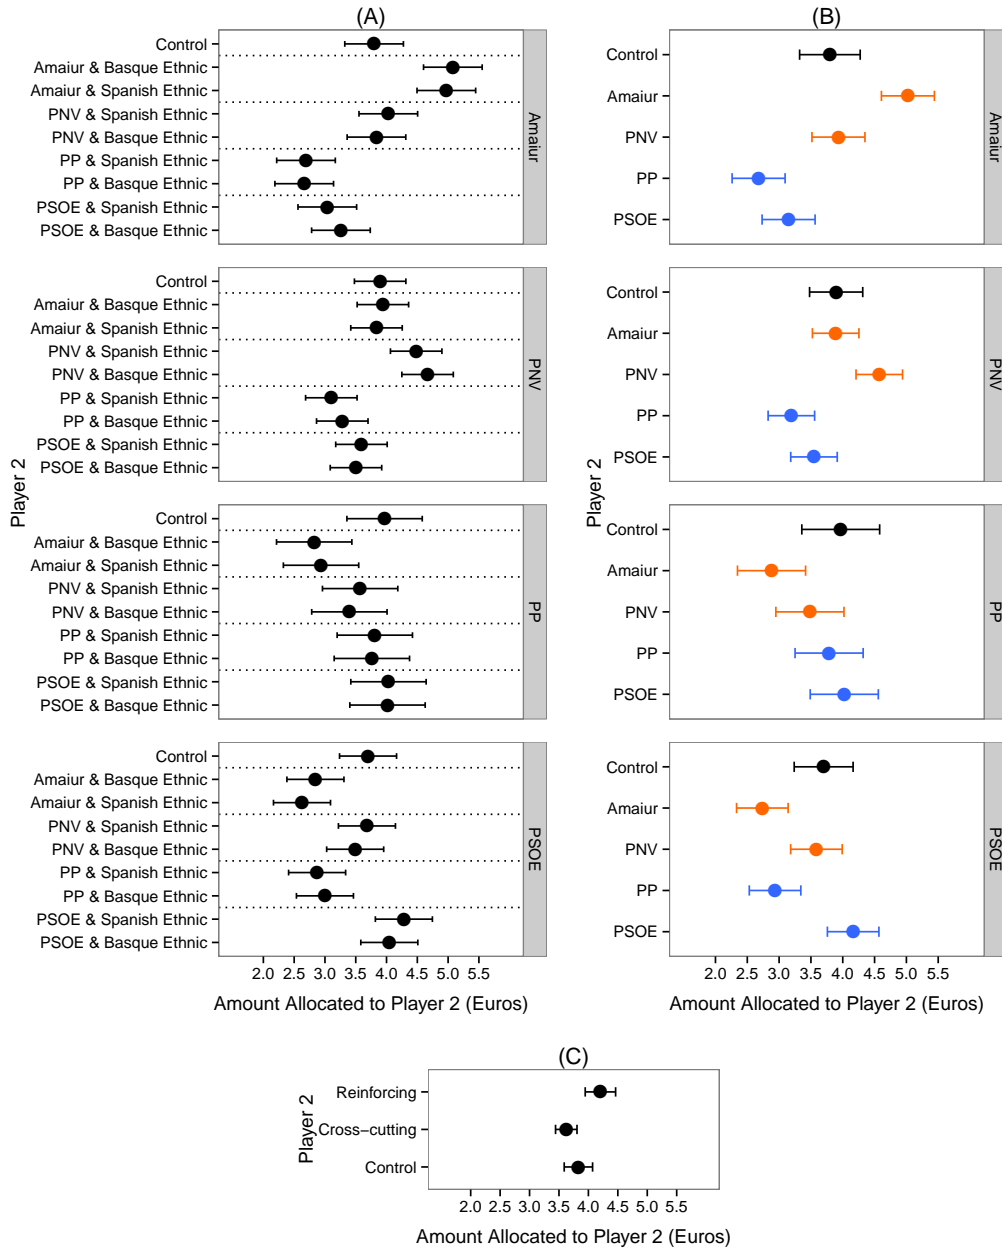 (A)
Control
Amaiur & Basque Ethnic
Amaiur & Spanish Ethnic
PNV & Spanish Ethnic
PNV & Basque Ethnic
PP & Spanish Ethnic
PP & Basque Ethnic
PSOE & Spanish Ethnic
PSOE & Basque Ethnic
Amaiur
Control
Amaiur & Basque Ethnic
Amaiur & Spanish Ethnic
PNV & Spanish Ethnic
PNV & Basque Ethnic
PP & Spanish Ethnic
PP & Basque Ethnic
PSOE & Spanish Ethnic
PSOE & Basque Ethnic
PNV
Player 2
Control
Amaiur & Basque Ethnic
Amaiur & Spanish Ethnic
PNV & Spanish Ethnic
PNV & Basque Ethnic
PP & Spanish Ethnic
PP & Basque Ethnic
PSOE & Spanish Ethnic
PSOE & Basque Ethnic
PP
Control
Amaiur & Basque Ethnic
Amaiur & Spanish Ethnic
PNV & Spanish Ethnic
PNV & Basque Ethnic
PP & Spanish Ethnic
PP & Basque Ethnic
PSOE & Spanish Ethnic
PSOE & Basque Ethnic
PSOE
2.0 2.5 3.0 3.5 4.0 4.5 5.0 5.5
Amount Allocated to Player 2 (Euros)
(B)
Control
Amaiur
PNV
PP
PSOE
Amaiur
Control
Amaiur
PNV
PP
PSOE
PNV
Player 2
Control
Amaiur
PNV
PP
PSOE
PP
Control
Amaiur
PNV
PP
PSOE
PSOE
2.0 2.5 3.0 3.5 4.0 4.5 5.0 5.5
Amount Allocated to Player 2 (Euros)
(C)
Player 2
Reinforcing
Cross−cutting
Control
2.0 2.5 3.0 3.5 4.0 4.5 5.0 5.5
Amount Allocated to Player 2 (Euros)